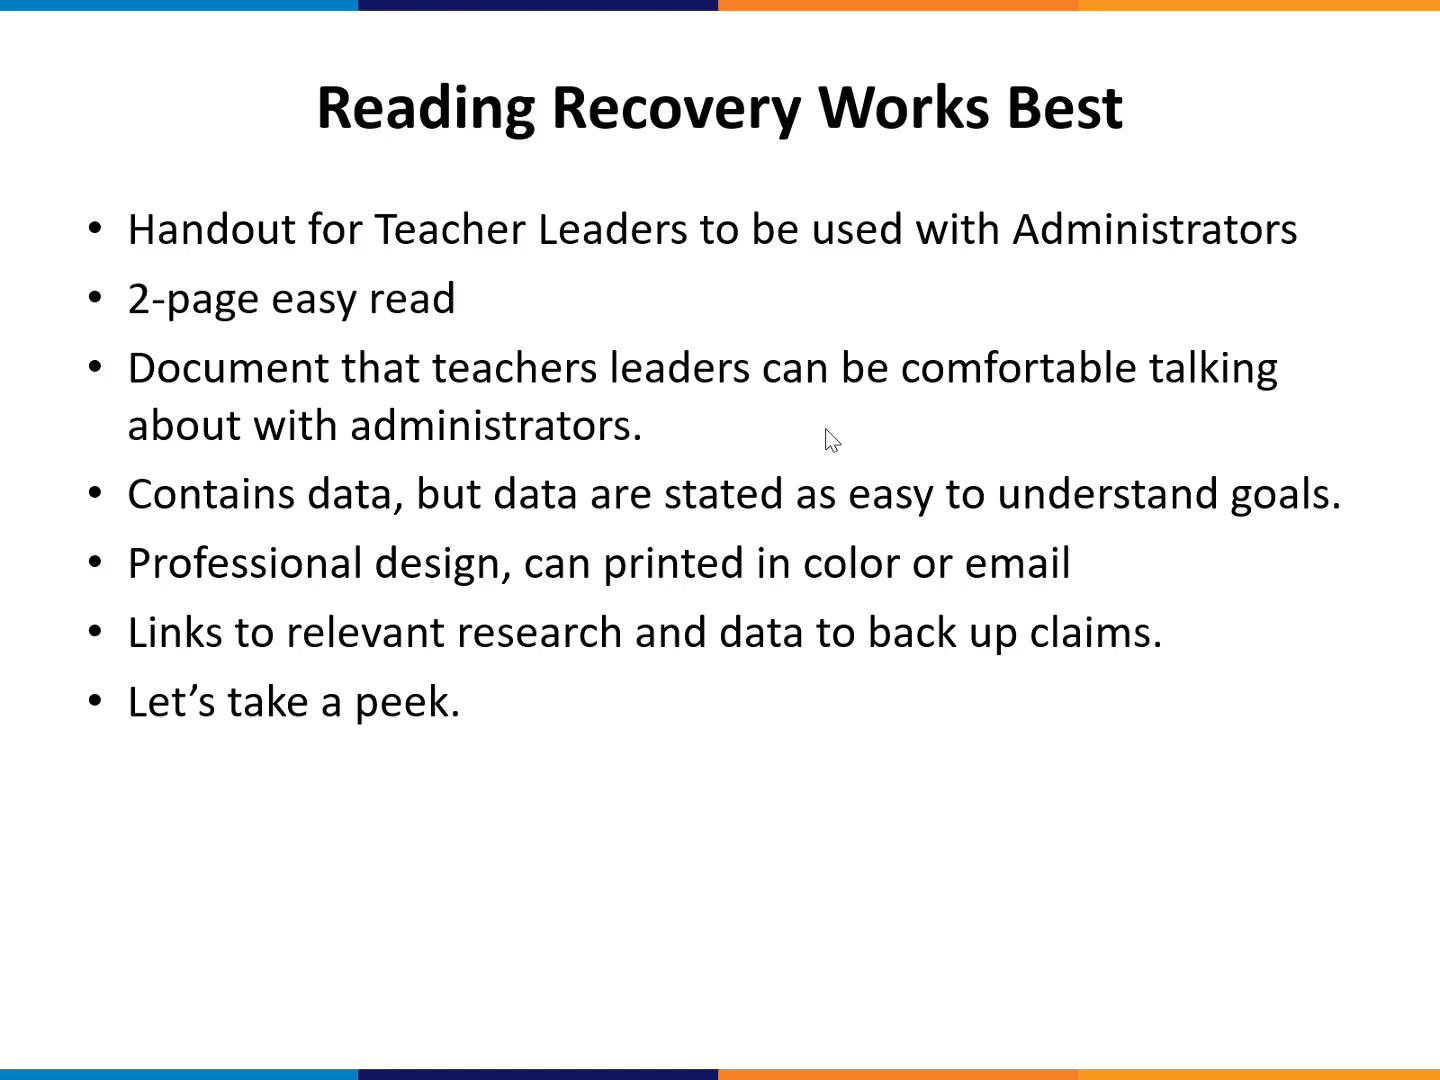 Reading Recovery Works Best
• Handout for Teacher Leaders to be used with Administrators
• 2-page easy read
• Document that teachers leaders can be comfortable talking
about with administrators.
• Contains data, but data are stated as easy to understand goals.
• Professional design, can printed in color or email
• Links to relevant research and data to back up claims.
• Let’s take a peek.